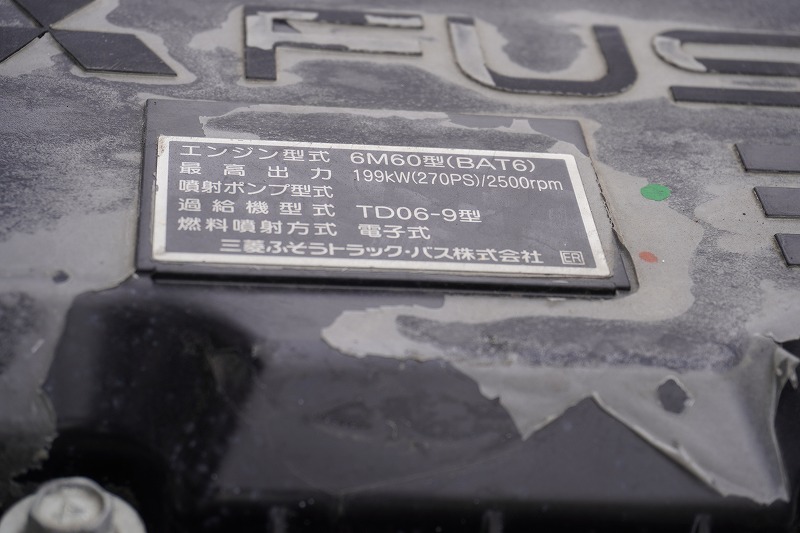 FUS
エンジン型式 6M60型(BAT6)
最高出力 199kW(270PS)/2500rpm
噴射ポンプ型式
過給機型式 TD06-9型
燃料噴射方式 電子式
三菱ふそうトラック・バス株式会社 ER